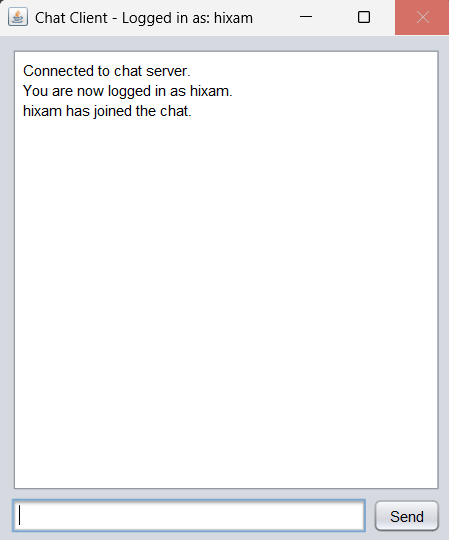 Chat Client - Logged in as: hixam
Connected to chat server.
You are now logged in as hixam.
hixam has joined the chat.
Send